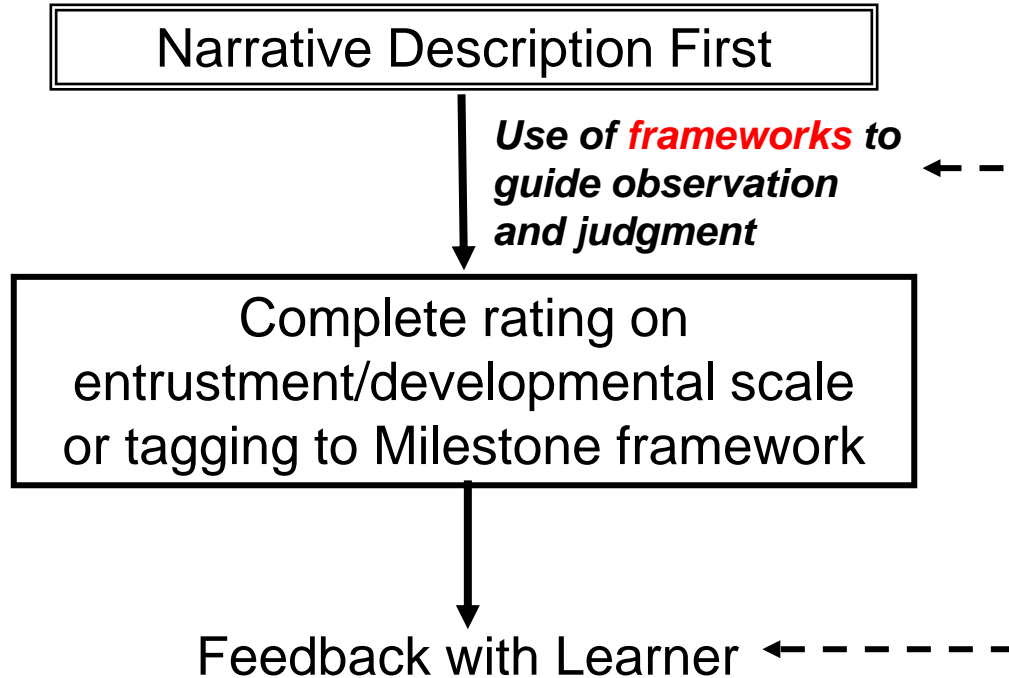 Narrative Description First
Use of frameworks to
guide observation
and judgment
Complete rating on
entrustment/developmental scale
or tagging to Milestone framework
Feedback with Learner